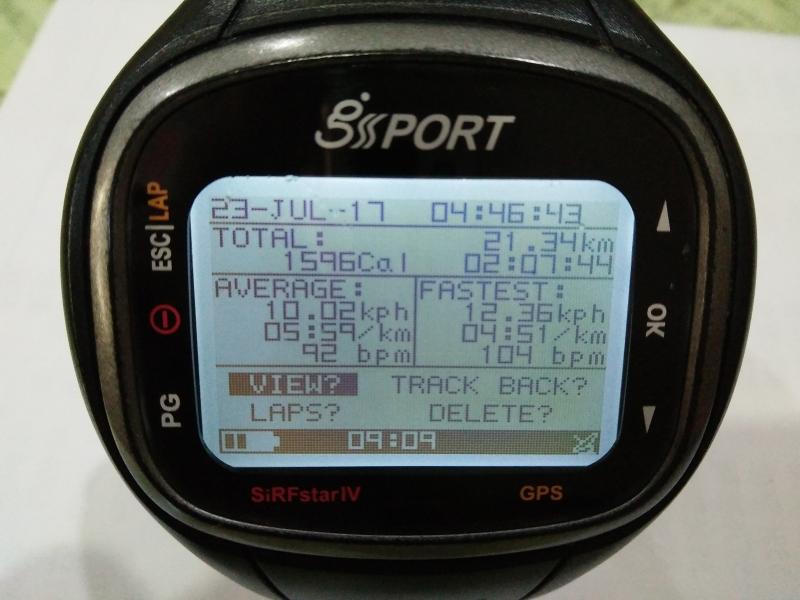 gsSPORT
ESC|LAP
PG
OK
23-JUL-17 04:46:43
TOTAL: 21.34km
1596Cal 02:07:44
AVERAGE: FASTEST:
10.02kph 12.36kph
05:59/km 04:51/km
92 bpm 104 bpm
VIEW? TRACK BACK?
LAPS? DELETE?
09:09
SiRFstarIV GPS